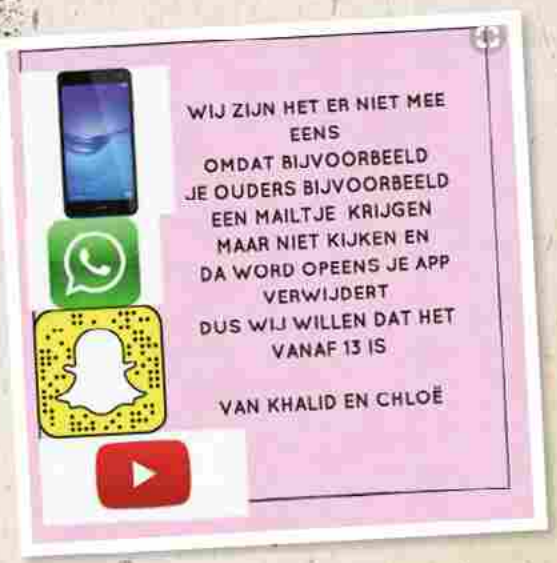 WIJ ZIJN HET ER NIET MEE
EENS
OMDAT BIJVOORBEELD
JE OUDERS BIJVOORBEELD
EEN MAILTJE KRIJGEN
MAAR NIET KIJKEN EN
DA WORD OPEENS JE APP
VERWIJDERT
DUS WIJ WILLEN DAT HET
VANAF 13 IS
VAN KHALID EN CHLOË